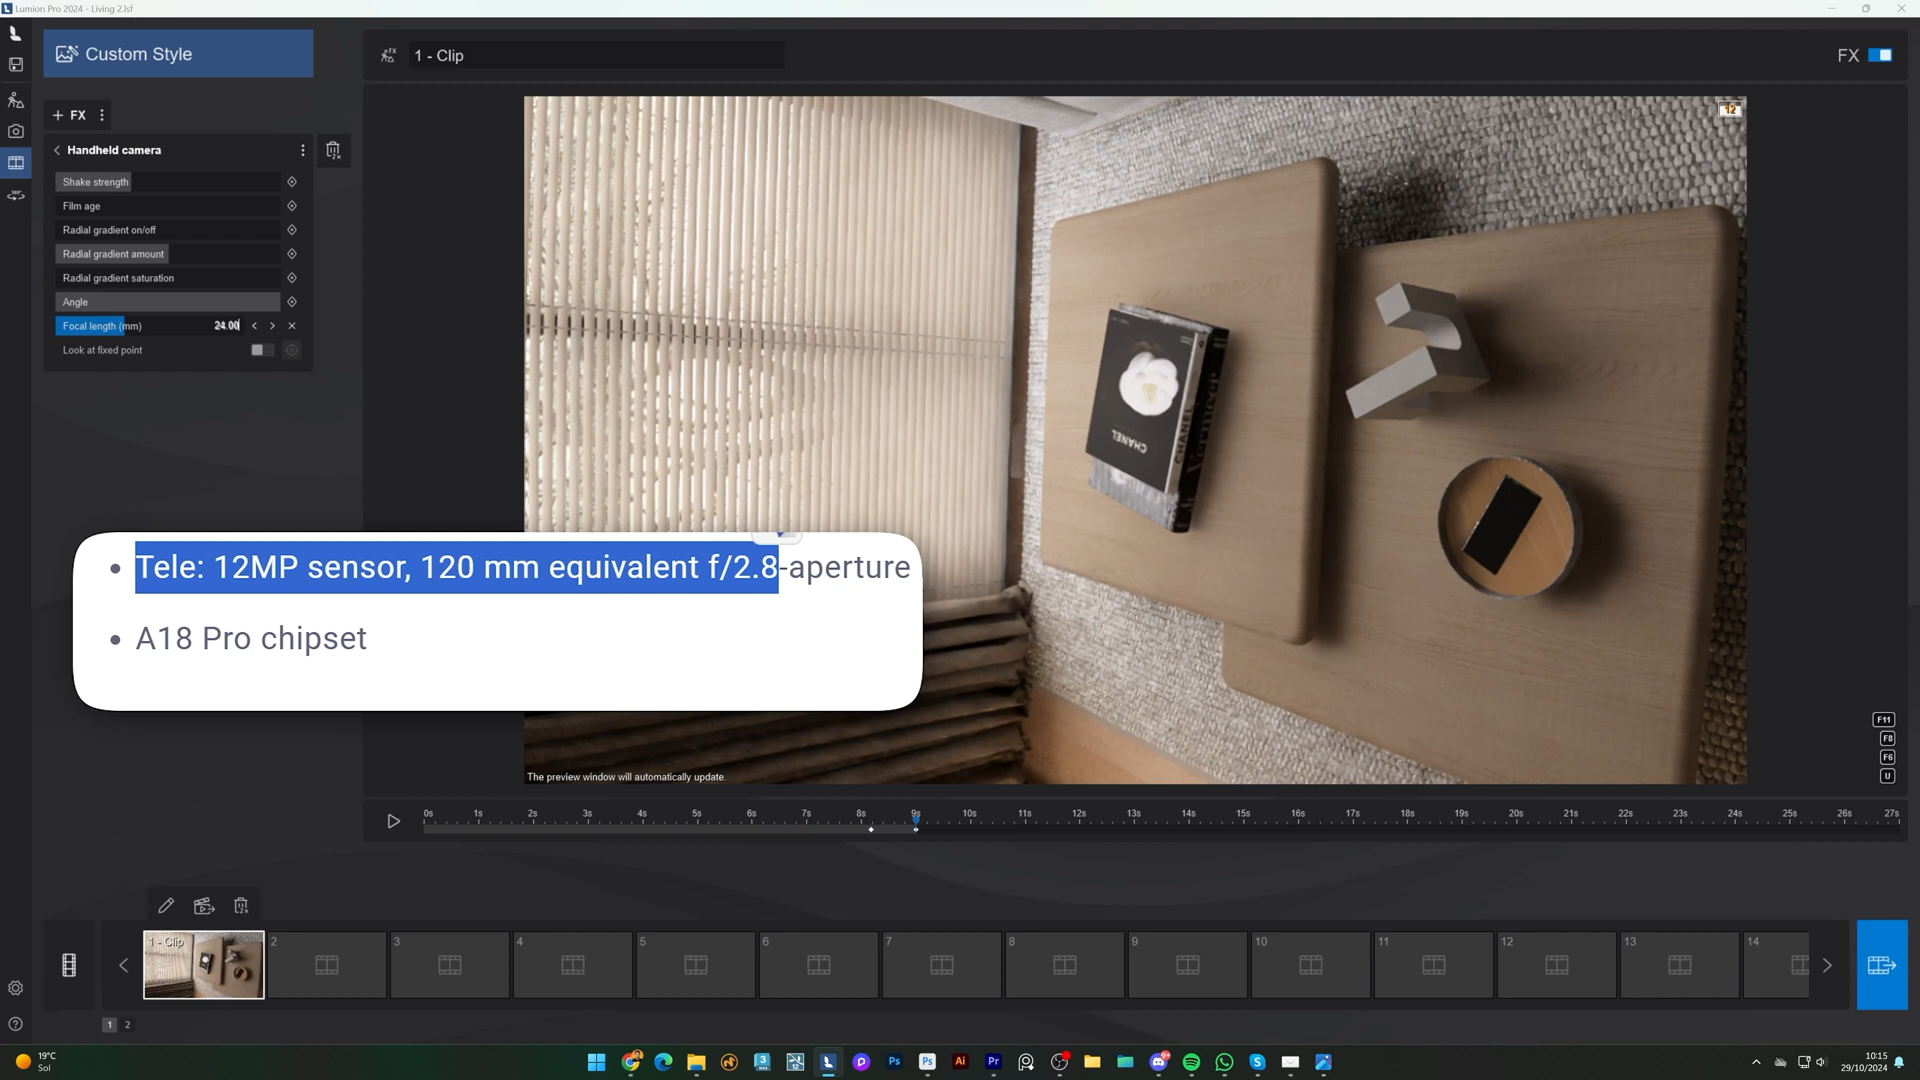 Lumion Pro 2024 - Living 2.lsf
Custom Style
1 - Clip
FX
+ FX
Handheld camera
Shake strength
Film age
Radial gradient on/off
Radial gradient amount
Radial gradient saturation
Angle
Focal length (mm) 24.00
Look at fixed point
12
CHANEL
CHANEL
Vermeer
Tele: 12MP sensor, 120 mm equivalent f/2.8-aperture
A18 Pro chipset
F11
F8
F6
U
The preview window will automatically update.
0s 1s 2s 3s 4s 5s 6s 7s 8s 9s 10s 11s 12s 13s 14s 15s 16s 17s 18s 19s 20s 21s 22s 23s 24s 25s 26s 27s
1 - Clip 2 3 4 5 6 7 8 9 10 11 12 13 14
1 2
19°C
Sol
10:15
29/10/2024